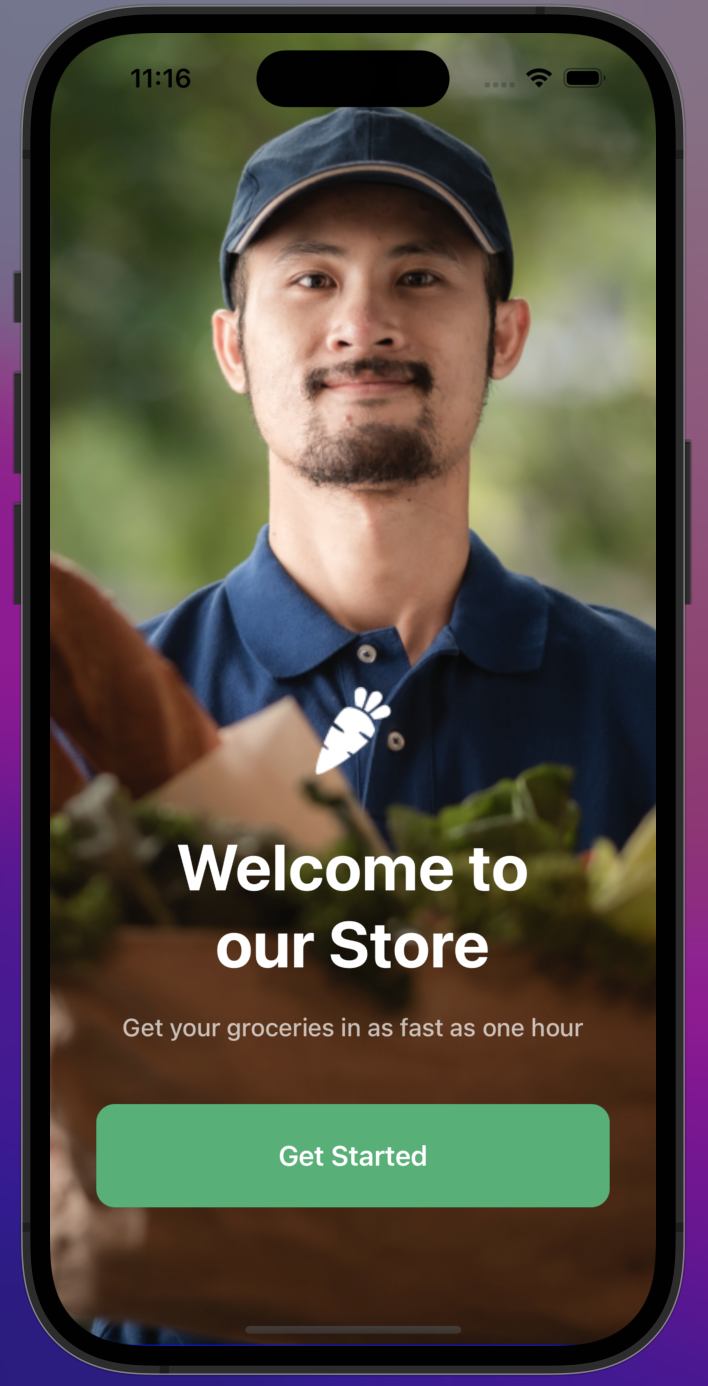 11:16
Welcome to
our Store
Get your groceries in as fast as one hour
Get Started